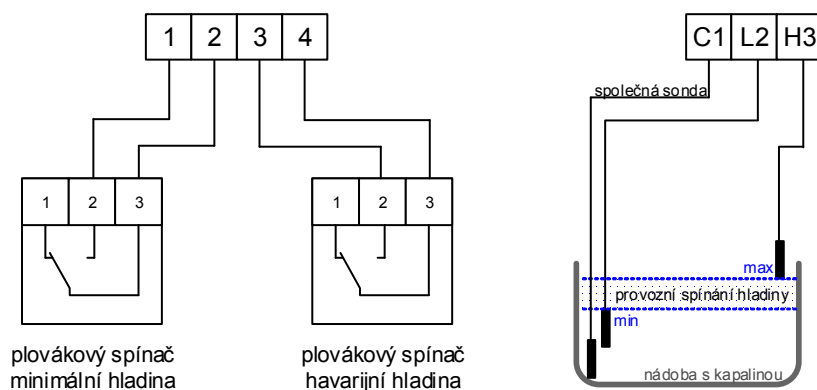 1 2 3 4
C1 L2 H3
společná sonda
1 2 3
1 2 3
max
provozní spínání hladiny
min
nádoba s kapalinou
plovákový spínač
minimální hladina
plovákový spínač
havarijní hladina